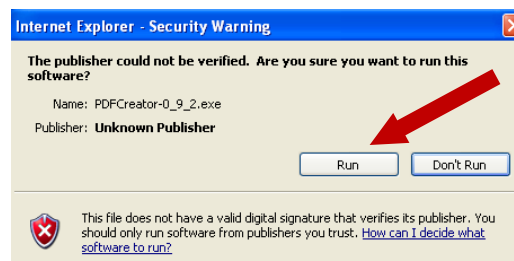 Internet Explorer - Security Warning
The publisher could not be verified. Are you sure you want to run this
software?
Name: PDFCreator-0_9_2.exe
Publisher: Unknown Publisher
Run Don't Run
This file does not have a valid digital signature that verifies its publisher. You
should only run software from publishers you trust. How can I decide what
software to run?